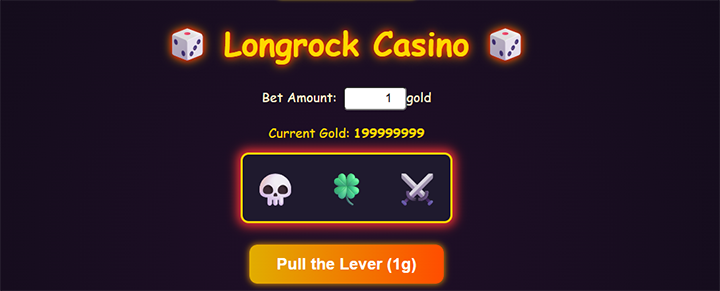 Longrock Casino
Bet Amount: 1 gold
Current Gold: 199999999
Pull the Lever (1g)